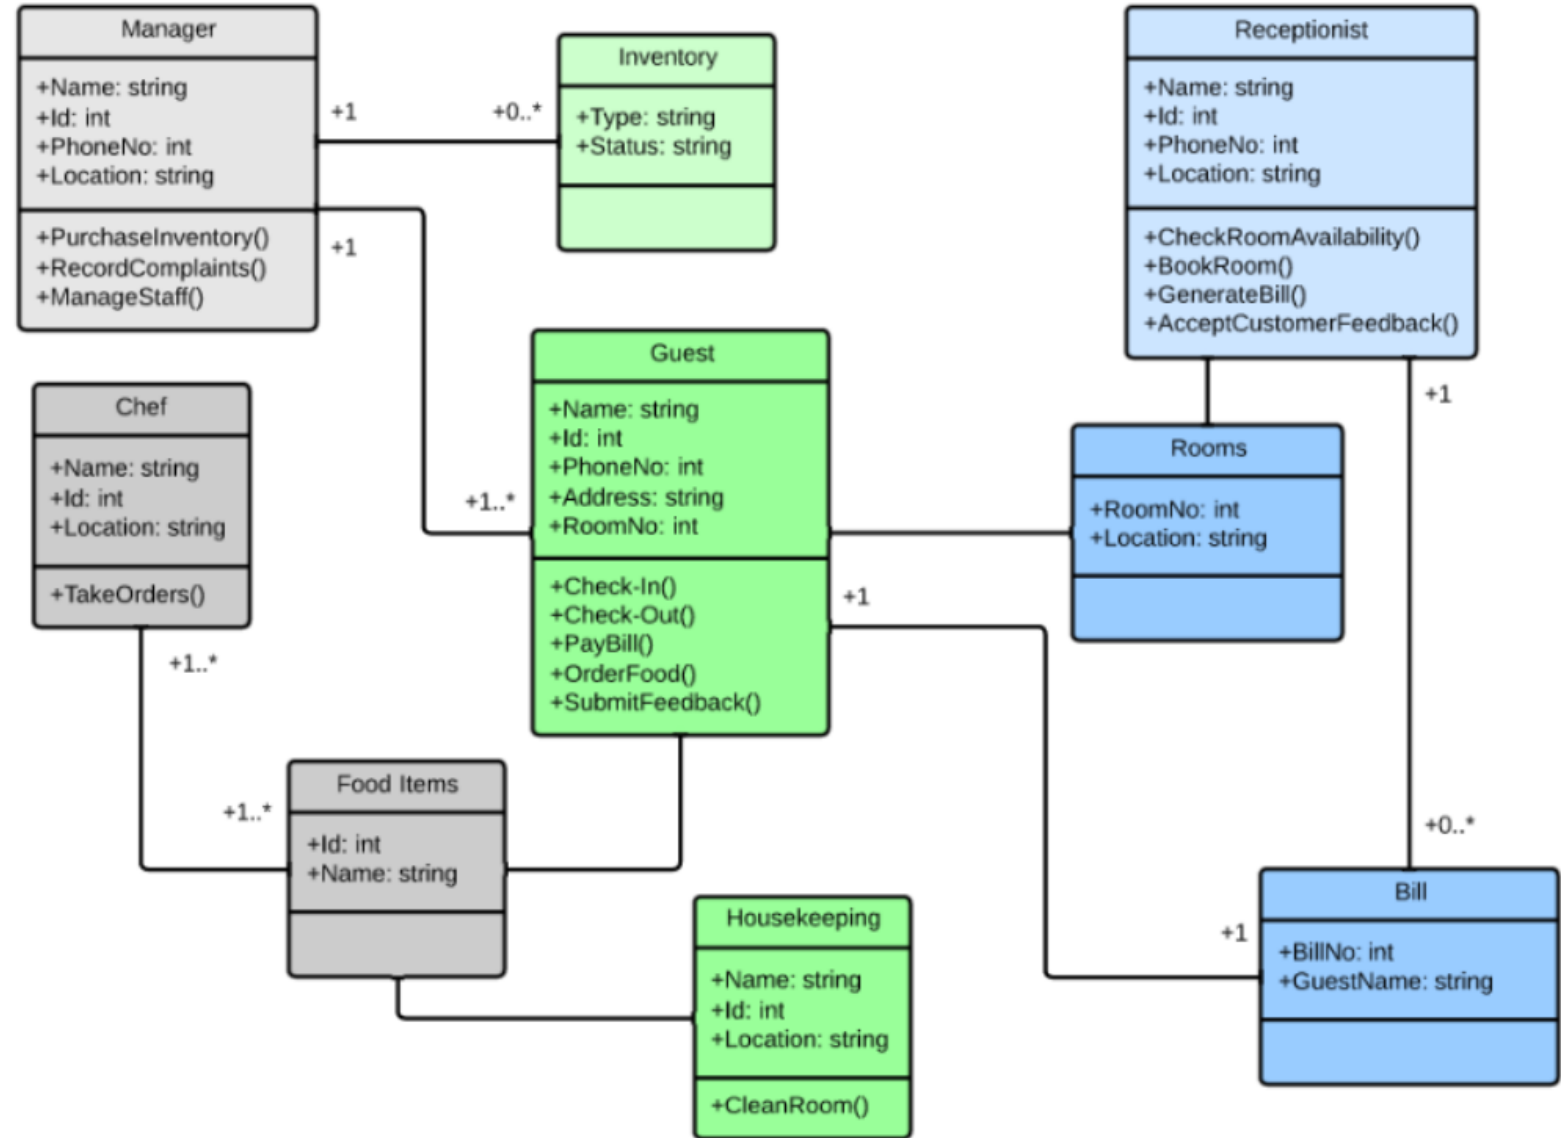 Manager
+Name: string
+Id: int
+PhoneNo: int
+Location: string
+PurchaseInventory()
+RecordComplaints()
+ManageStaff()
+1
+0..*
+1
Inventory
+Type: string
+Status: string
Receptionist
+Name: string
+Id: int
+PhoneNo: int
+Location: string
+CheckRoomAvailability()
+BookRoom()
+GenerateBill()
+AcceptCustomerFeedback()
+1
Guest
+Name: string
+Id: int
+PhoneNo: int
+Address: string
+RoomNo: int
+Check-In()
+Check-Out()
+PayBill()
+OrderFood()
+SubmitFeedback()
+1..*
+1
Chef
+Name: string
+Id: int
+Location: string
+TakeOrders()
+1..*
Rooms
+RoomNo: int
+Location: string
+1..*
Food Items
+Id: int
+Name: string
Housekeeping
+Name: string
+Id: int
+Location: string
+CleanRoom()
+0..*
+1
Bill
+BillNo: int
+GuestName: string